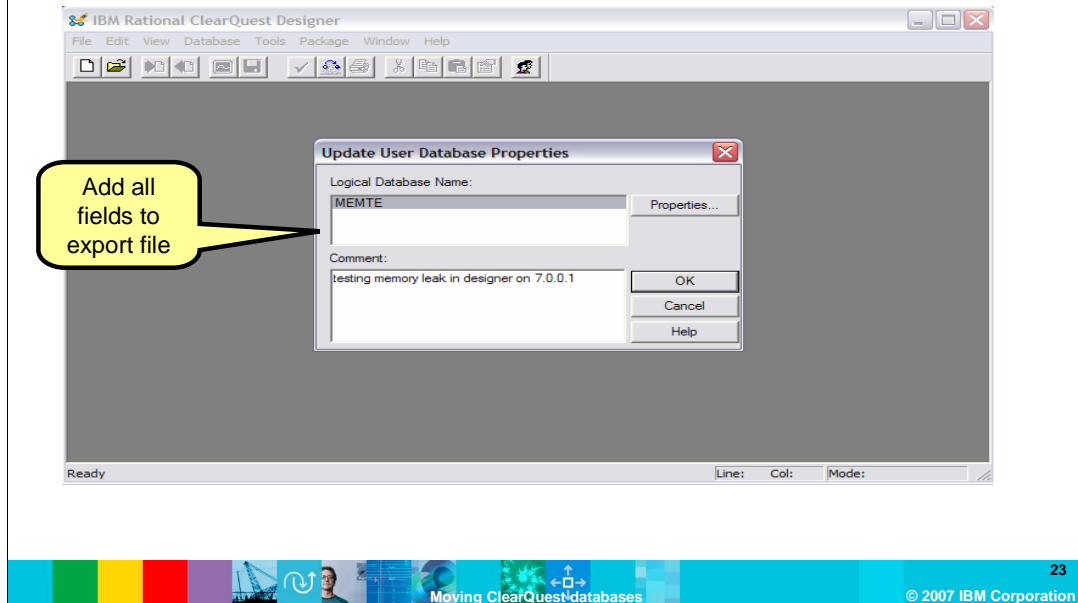 IBM Rational ClearQuest Designer
File Edit View Database Tools Package Window Help
Update User Database Properties
Logical Database Name:
MEMTE
Properties...
Add all
fields to
export file
Comment:
testing memory leak in designer on 7.0.0.1
OK
Cancel
Help
Ready
Line: Col: Mode:
23
Moving ClearQuest databases
© 2007 IBM Corporation